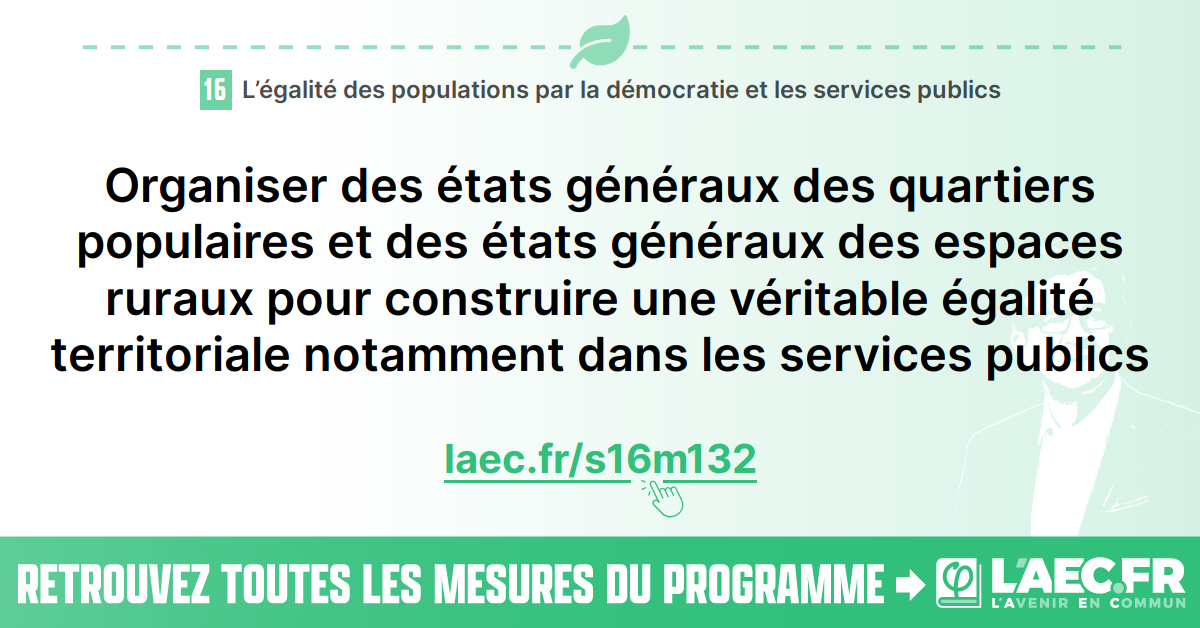 16 L’égalité des populations par la démocratie et les services publics
Organiser des états généraux des quartiers
populaires et des états généraux des espaces
ruraux pour construire une véritable égalité
territoriale notamment dans les services publics
laec.fr/s16m132
RETROUVEZ TOUTES LES MESURES DU PROGRAMME
φ
L'AEC.FR
L'AVENIR EN COMMUN